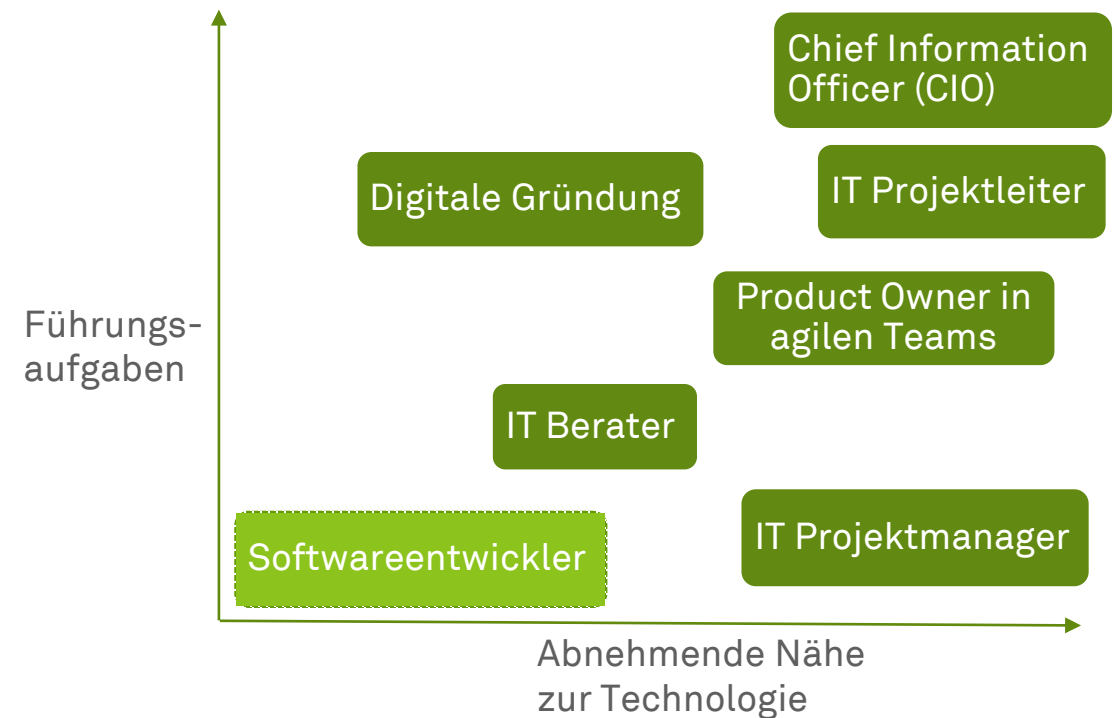 Chief Information
Officer (CIO)
Digitale Gründung
IT Projektleiter
Product Owner in
agilen Teams
Führungs-
aufgaben
IT Berater
Softwareentwickler
IT Projektmanager
Abnehmende Nähe
zur Technologie